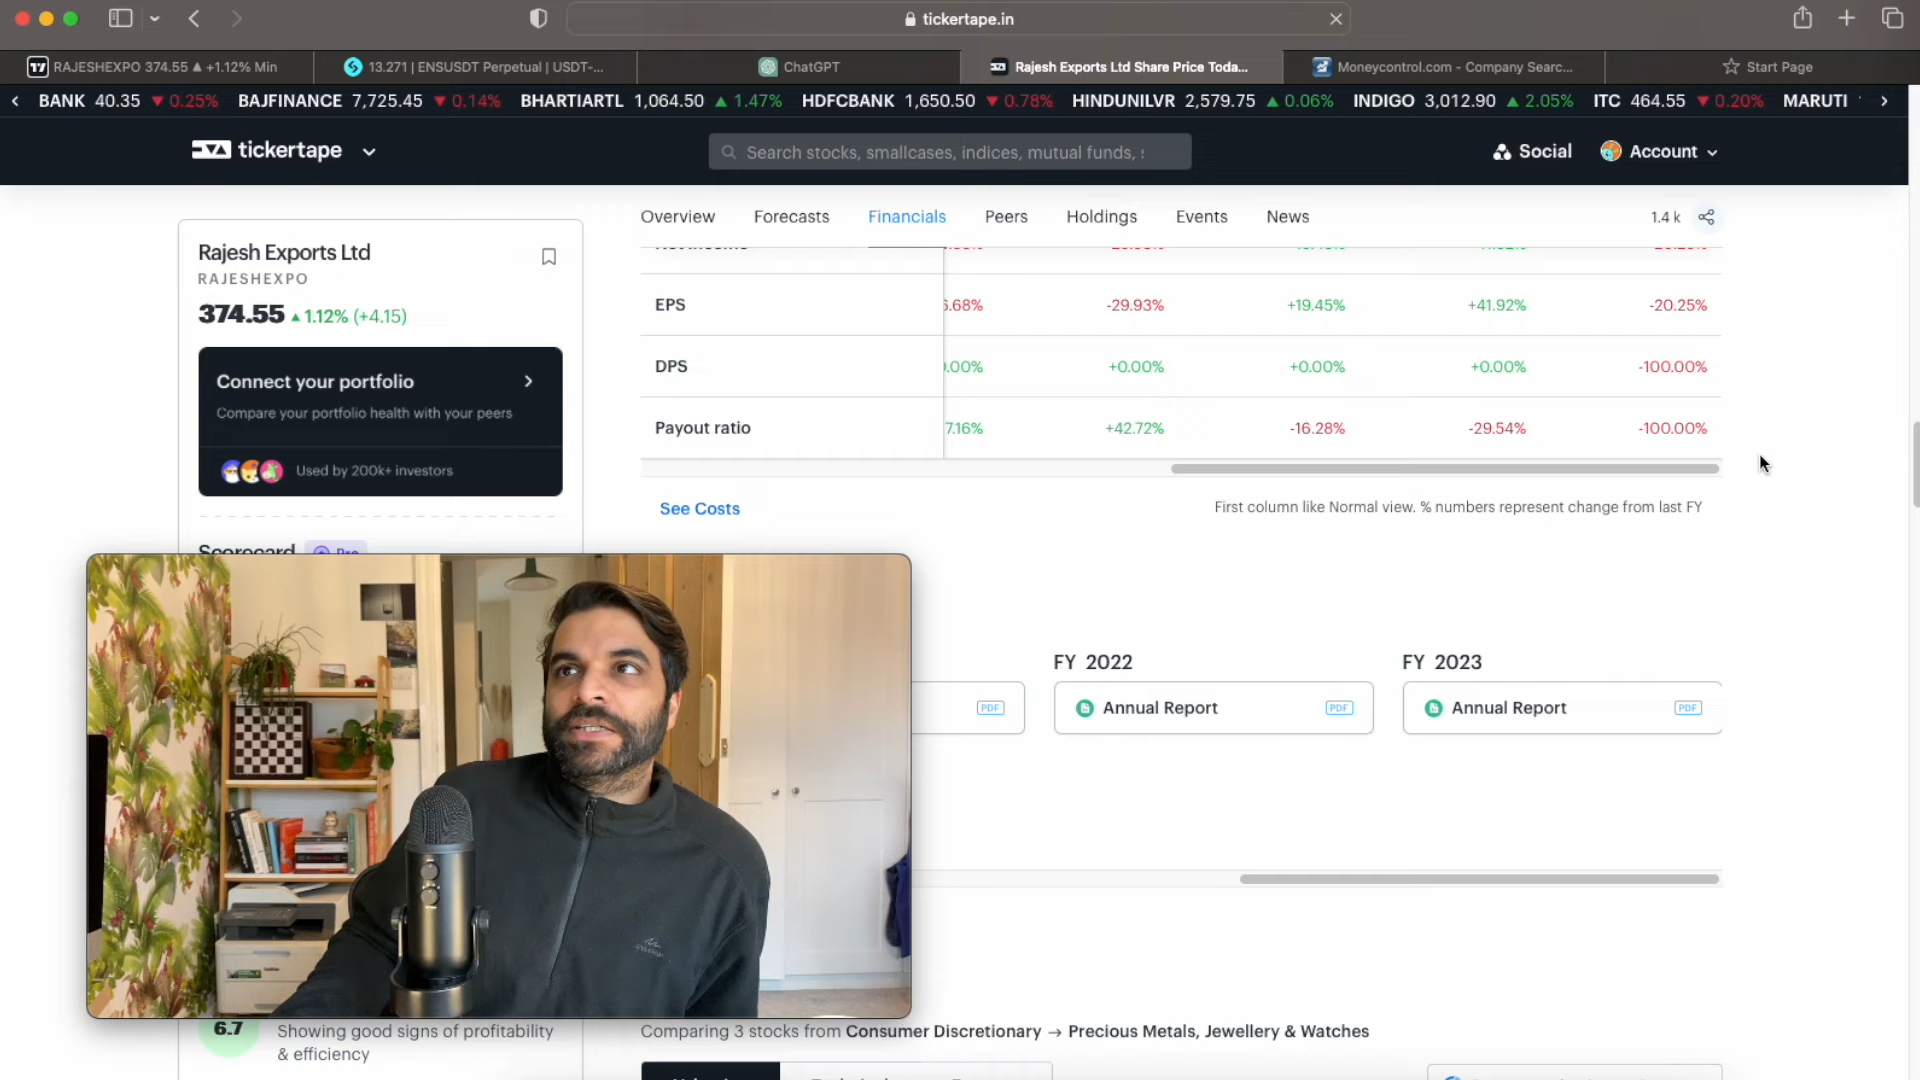 tickertape.in
RAJESHEXPO 374.55 ▲ +1.12% Min
13.271 | ENSUSDT Perpetual | USDT-...
ChatGPT
Rajesh Exports Ltd Share Price Toda...
Moneycontrol.com - Company Searc...
Start Page
BANK 40.35 ▼ 0.25% BAJFINANCE 7,725.45 ▼ 0.14% BHARTIARTL 1,064.50 ▲ 1.47% HDFCBANK 1,650.50 ▼ 0.78% HINDUNILVR 2,579.75 ▲ 0.06% INDIGO 3,012.90 ▲ 2.05% ITC 464.55 ▼ 0.20% MARUTI
tickertape
Search stocks, smallcases, indices, mutual funds, :
Social
Account
Overview Forecasts Financials Peers Holdings Events News
1.4 k
Rajesh Exports Ltd
RAJESHEXPO
374.55 ▲ 1.12% (+4.15)
Connect your portfolio
Compare your portfolio health with your peers
Used by 200k+ investors
Scorecard Pro
EPS 6.68% -29.93% +19.45% +41.92% -20.25%
DPS 0.00% +0.00% +0.00% +0.00% -100.00%
Payout ratio 7.16% +42.72% -16.28% -29.54% -100.00%
See Costs
First column like Normal view. % numbers represent change from last FY
FY 2022
FY 2023
PDF
Annual Report PDF
Annual Report PDF
6.7
Showing good signs of profitability
& efficiency
Comparing 3 stocks from Consumer Discretionary → Precious Metals, Jewellery & Watches